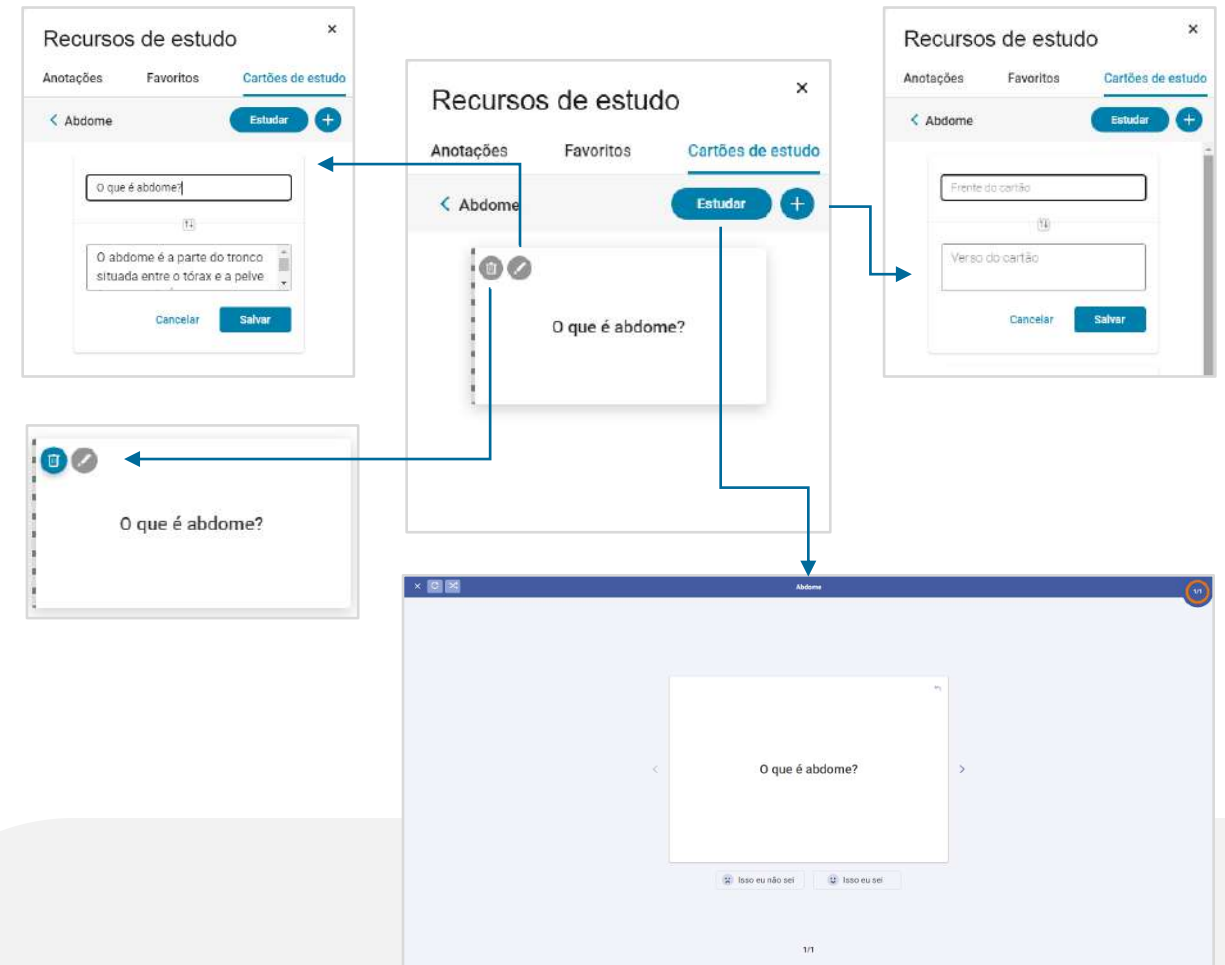 Recursos de estudo
×
Anotações Favoritos Cartões de estudo
Abdome Estudar +
O que é abdome?
O abdome é a parte do tronco
situada entre o tórax e a pelve
Cancelar Salvar
Recursos de estudo
×
Anotações Favoritos Cartões de estudo
Abdome Estudar +
O que é abdome?
Recursos de estudo
×
Anotações Favoritos Cartões de estudo
Abdome Estudar +
Frente do cartão
Verso do cartão
Cancelar Salvar
O que é abdome?
× Abdome 1/1
O que é abdome?
Isso eu não sei Isso eu sei
1/1